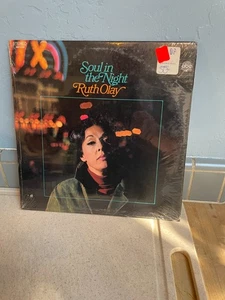 Soul in
the Night
Ruth Olay